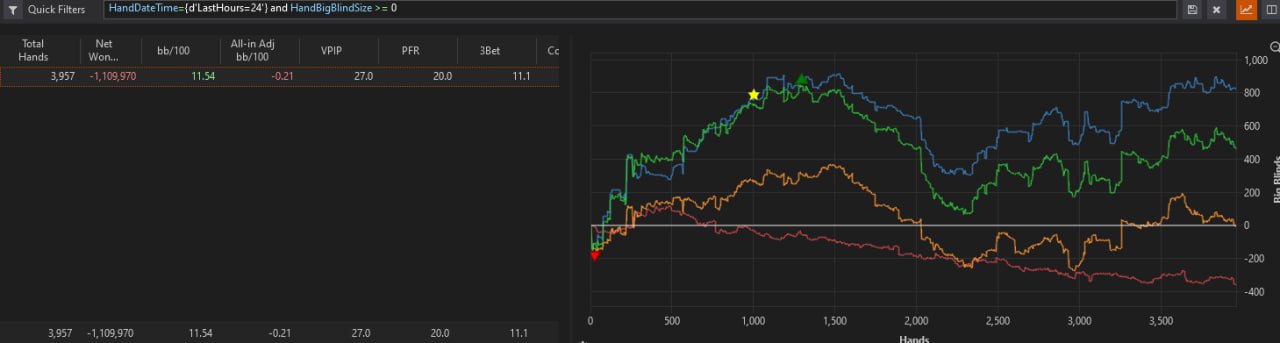 Quick Filters HandDateTime={d'LastHours=24'} and HandBigBlindSize >= 0
Total Hands Net Won... bb/100 All-in Adj bb/100 VPIP PFR 3Bet Co
3,957 -1,109,970 11.54 -0.21 27.0 20.0 11.1
3,957 -1,109,970 11.54 -0.21 27.0 20.0 11.1
1,000
800
600
400
200
0
-200
-400
Big Blinds
0 500 1,000 1,500 2,000 2,500 3,000 3,500
Hands